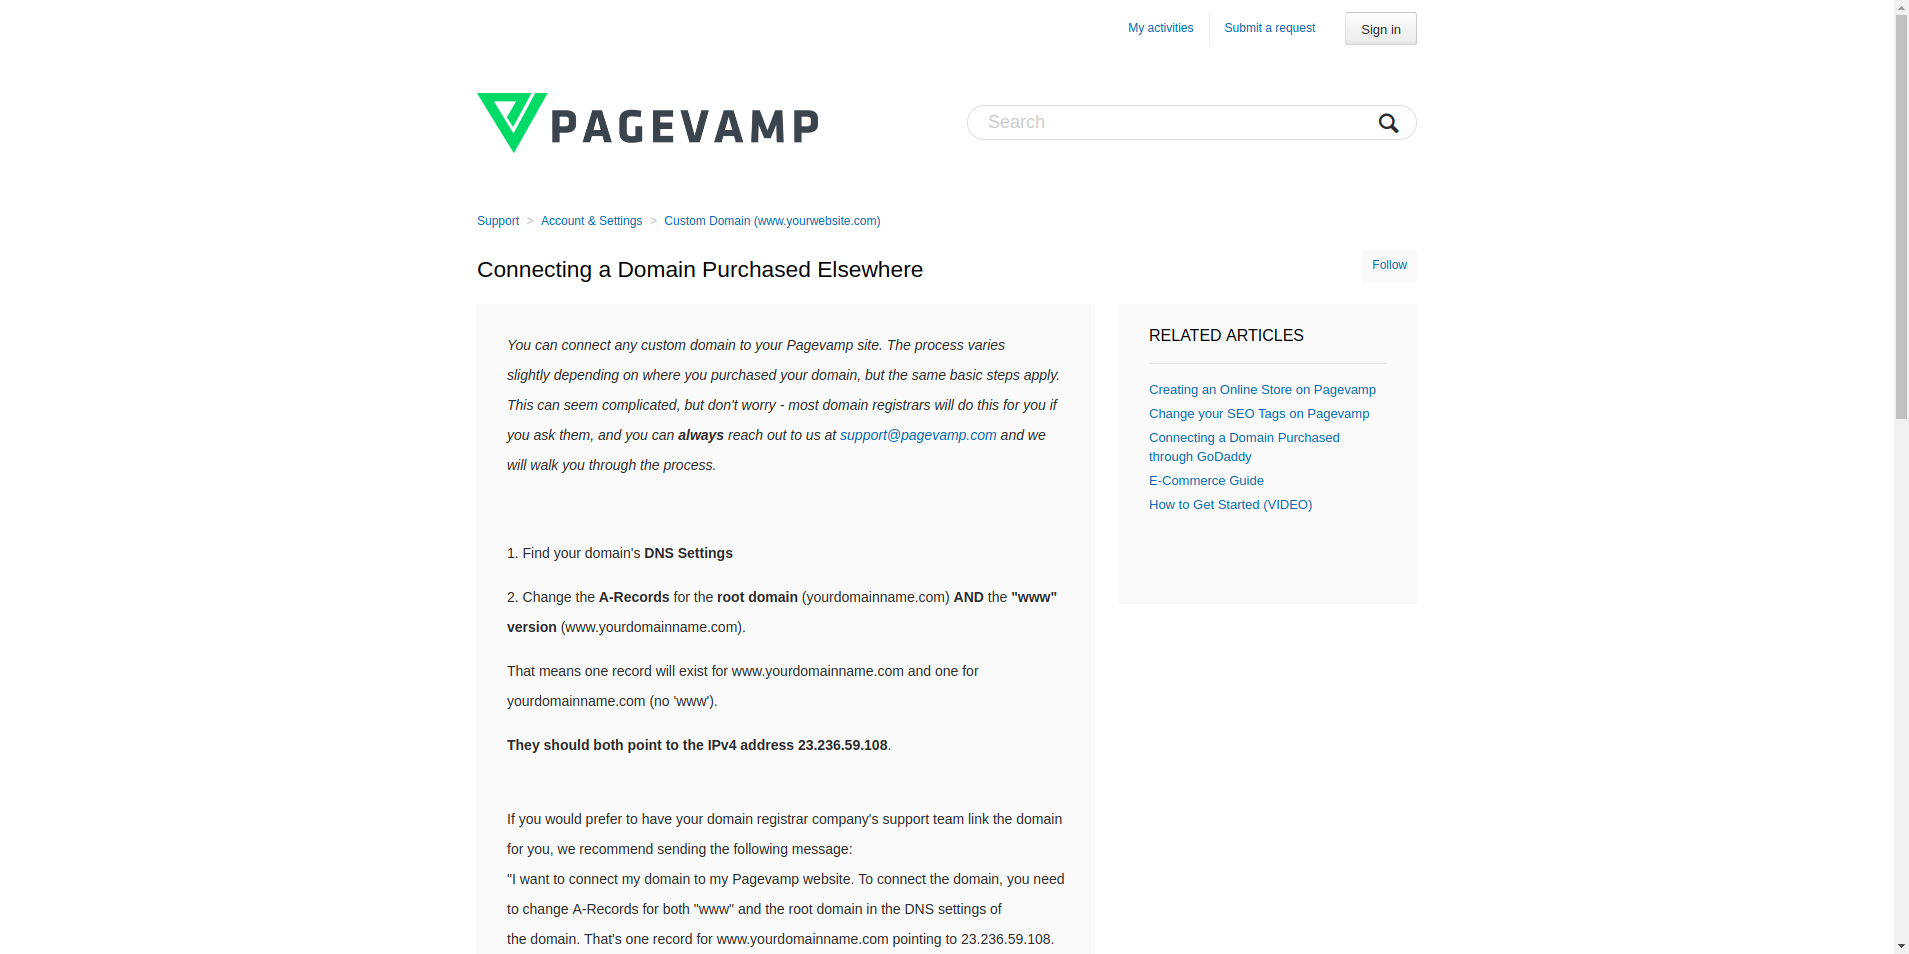 My activities
Submit a request
Sign in
PAGEVAMP
Search
Support > Account & Settings > Custom Domain (www.yourwebsite.com)
Connecting a Domain Purchased Elsewhere
Follow
You can connect any custom domain to your Pagevamp site. The process varies
slightly depending on where you purchased your domain, but the same basic steps apply.
This can seem complicated, but don't worry - most domain registrars will do this for you if
you ask them, and you can always reach out to us at support@pagevamp.com and we
will walk you through the process.
1. Find your domain's DNS Settings
2. Change the A-Records for the root domain (yourdomainname.com) AND the "www"
version (www.yourdomainname.com).
That means one record will exist for www.yourdomainname.com and one for
yourdomainname.com (no 'www').
They should both point to the IPv4 address 23.236.59.108.
If you would prefer to have your domain registrar company's support team link the domain
for you, we recommend sending the following message:
"I want to connect my domain to my Pagevamp website. To connect the domain, you need
to change A-Records for both "www" and the root domain in the DNS settings of
the domain. That's one record for www.yourdomainname.com pointing to 23.236.59.108.
RELATED ARTICLES
Creating an Online Store on Pagevamp
Change your SEO Tags on Pagevamp
Connecting a Domain Purchased
through GoDaddy
E-Commerce Guide
How to Get Started (VIDEO)